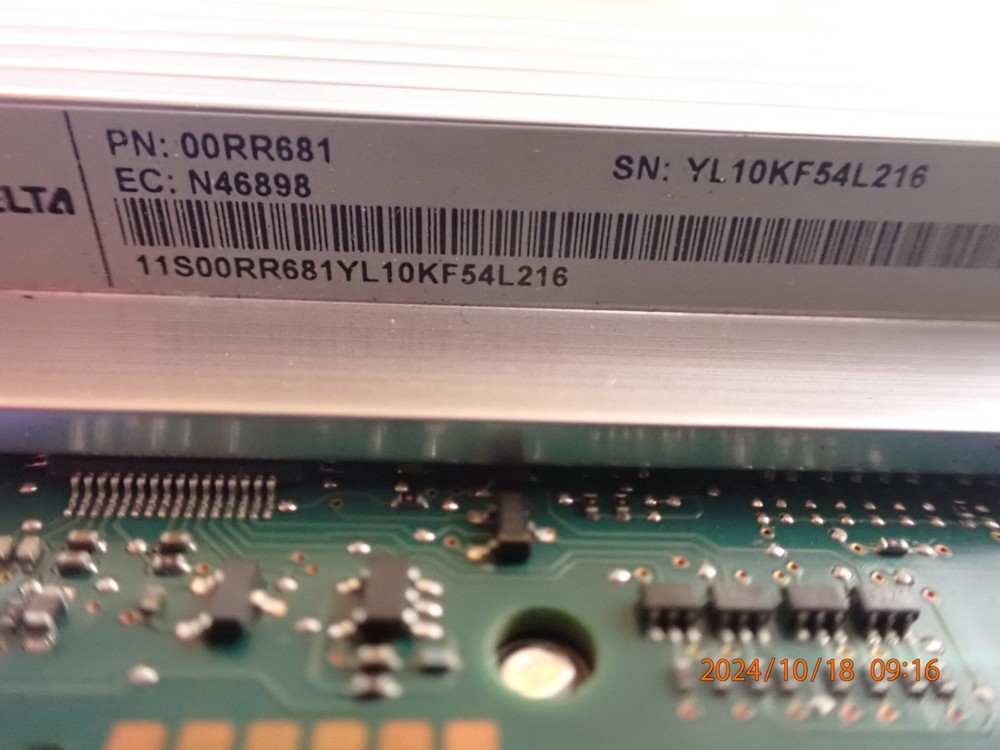 PN: 00RR681
EC: N46898
SN: YL10KF54L216
ELTA
11S00RR681YL10KF54L216
2024/10/18 09:16